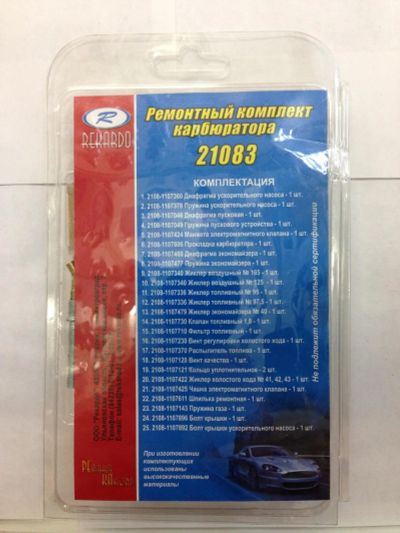 R
REKARDO
Ремонтный комплект
карбюратора
21083
КОМПЛЕКТАЦИЯ
1. 2108-1107300 Диафрагма ускорительного насоса - 1 шт.
2. 2108-1107378 Пружина ускорительного насоса - 1 шт.
3. 2108-1107048 Диафрагма пусковая - 1 шт.
4. 2108-1107049 Пружина пускового устройства - 1 шт.
5. 2108-1107424 Манжета электромагнитного клапана - 1 шт.
6. 2108-1107936 Прокладка карбюратора - 1 шт.
7. 2108-1107455 Диафрагма экономайзера - 1 шт.
8. 2108-1107477 Пружина экономайзера - 1 шт.
9. 2108-1107340 Жиклер воздушный № 165 - 1 шт.
10. 2108-1107340 Жиклер воздушный № 125 - 1 шт.
11. 2108-1107336 Жиклер топливный № 95 - 1 шт.
12. 2108-1107336 Жиклер топливный № 97,5 - 1 шт.
13. 2108-1107479 Жиклер экономайзера № 40 - 1 шт.
14. 2108-1107730 Клапан топливный 1,8 - 1 шт.
15. 2108-1107710 Фильтр топливный - 1 шт.
16. 2108-1107230 Винт регулировки холостого хода - 1 шт.
17. 2108-1107370 Распылитель топлива - 1 шт.
18. 2108-1107120 Винт качества - 1 шт.
19. 2108-1107121 Кольцо уплотнительное - 2 шт.
20. 2108-1107422 Жиклер холостого хода № 41, 42, 43 - 1 шт.
21. 2108-1107425 Чашка электромагнитного клапана - 1 шт.
22. 2108-1107611 Шпилька ремонтная - 1 шт.
23. 2108-1107143 Пружина газа - 1 шт.
24. 2108-1107896 Болт крышек - 1 шт.
25. 2108-1107892 Болт крышек ускорительного насоса - 1 шт.
Не подлежит обязательной сертификации
При изготовлении
комплектующих
использованы
высококачественные
материалы!